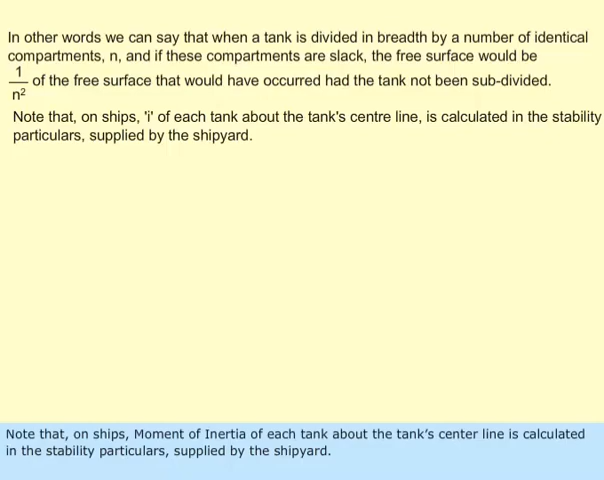 In other words we can say that when a tank is divided in breadth by a number of identical
compartments, n, and if these compartments are slack, the free surface would be
1/n² of the free surface that would have occurred had the tank not been sub-divided.
Note that, on ships, 'i' of each tank about the tank's centre line, is calculated in the stability
particulars, supplied by the shipyard.
Note that, on ships, Moment of Inertia of each tank about the tank’s center line is calculated
in the stability particulars, supplied by the shipyard.